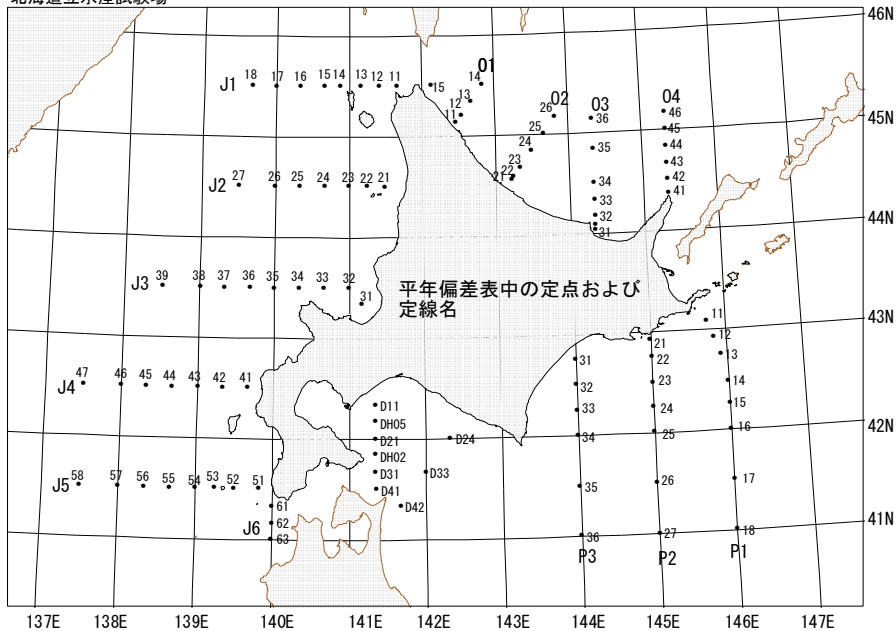 北海道立水産試験場
46N
J1 18 17 16 15 14 13 12 11
15 11 12 13 14 O1
21 22 23 24 25 26 O2
O3 36 35 34 33 32 31
O4 46 45 44 43 42 41
45N
J2 27 26 25 24 23 22 21
44N
J3 39 38 37 36 35 34 33 32 31
平年偏差表中の定点および
定線名
43N
J4 47 46 45 44 43 42 41
42N
J5 58 57 56 55 54 53 52 51
J6 61 62 63
D11
DH05
D21 D24
DH02
D31 D33
D41 D42
31 32 33 34 35 36 P3
21 22 23 24 25 26 27 P2
11 12 13 14 15 16 17 18 P1
41N
137E 138E 139E 140E 141E 142E 143E 144E 145E 146E 147E